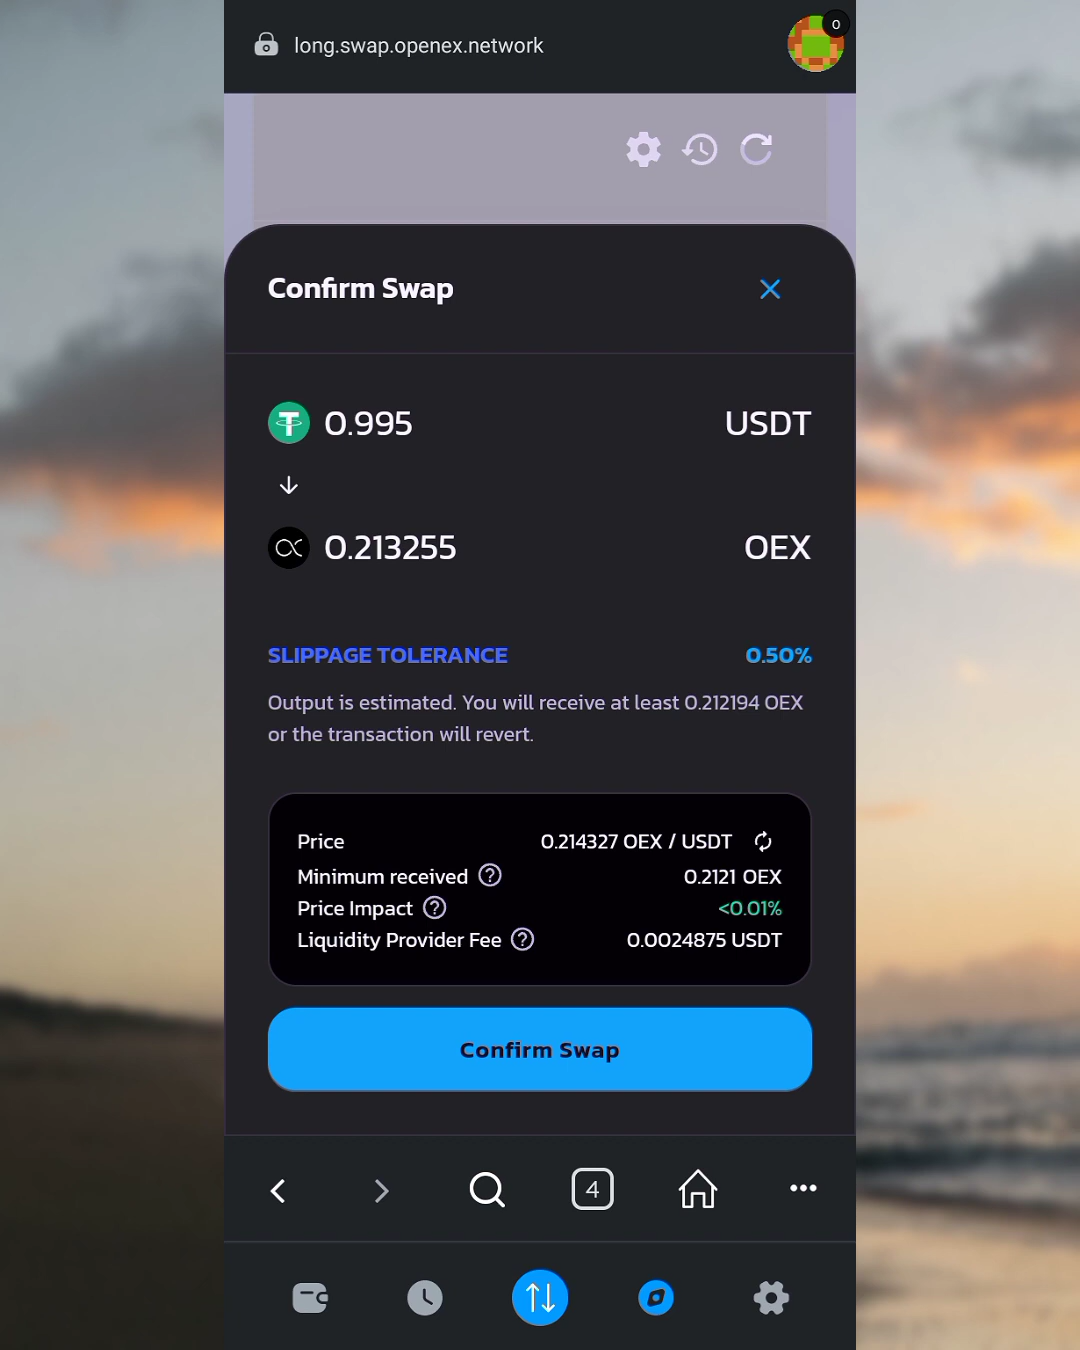 long.swap.openex.network
0
Confirm Swap
0.995 USDT
0.213255 OEX
SLIPPAGE TOLERANCE 0.50%
Output is estimated. You will receive at least 0.212194 OEX
or the transaction will revert.
Price 0.214327 OEX / USDT
Minimum received ? 0.2121 OEX
Price Impact ? <0.01%
Liquidity Provider Fee ? 0.0024875 USDT
Confirm Swap
4